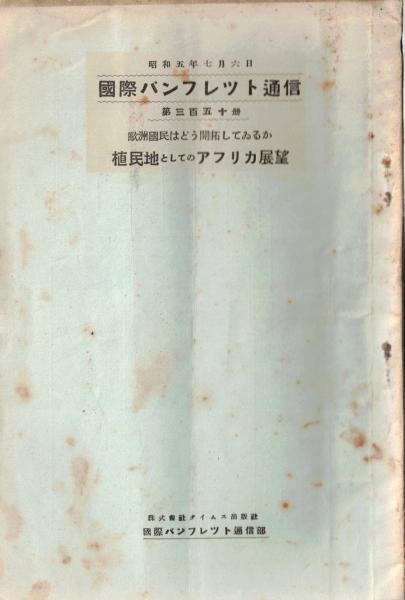 昭和五年七月六日
國際パンフレツト通信
第三百五十册
歐洲國民はどう開拓してゐるか
植民地としてのアフリカ展望
株式會社タイムス出版社
國際パンフレツト通信部